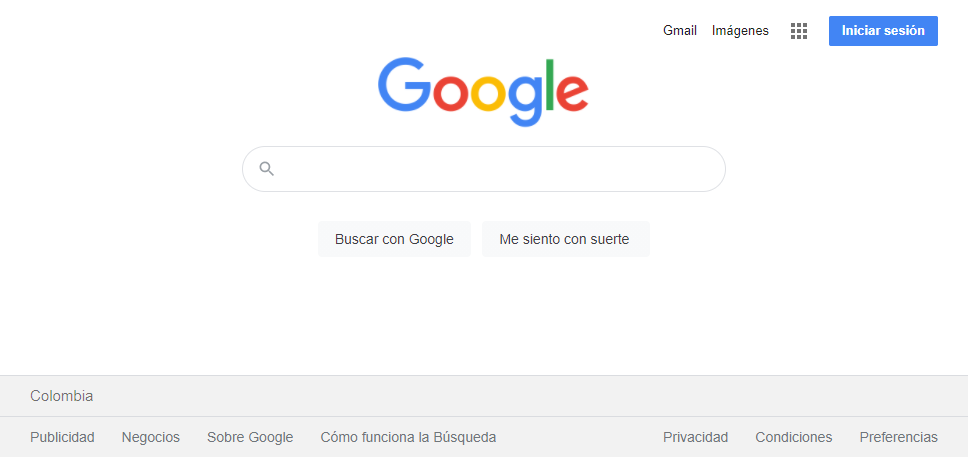 Gmail Imágenes Iniciar sesión
Google
Buscar con Google Me siento con suerte
Colombia
Publicidad Negocios Sobre Google Cómo funciona la Búsqueda Privacidad Condiciones Preferencias